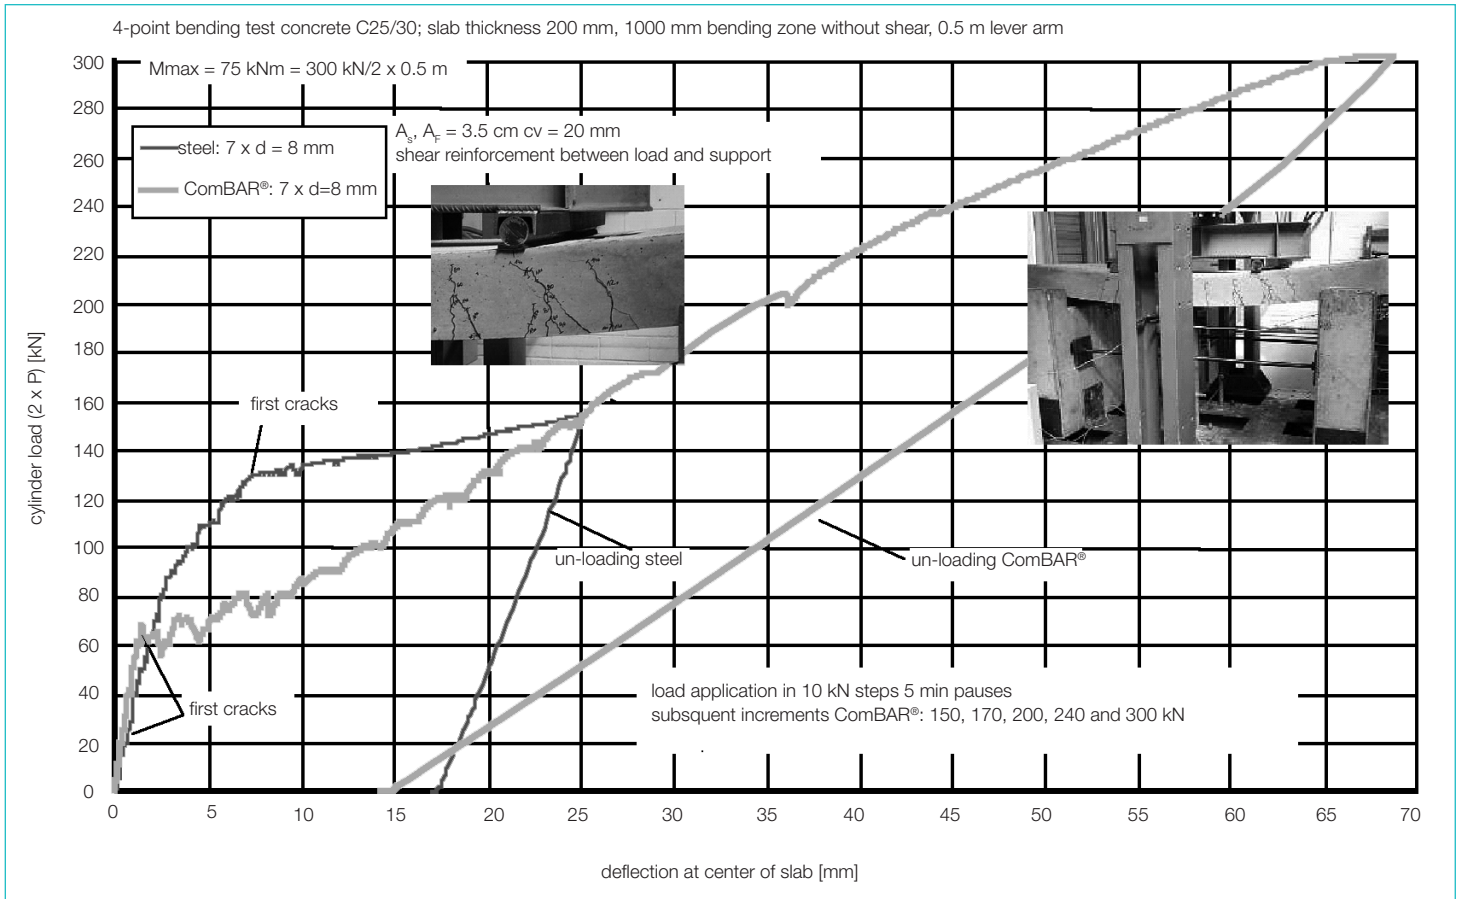 4-point bending test concrete C25/30; slab thickness 200 mm, 1000 mm bending zone without shear, 0.5 m lever arm
Mmax = 75 kNm = 300 kN/2 x 0.5 m
A_s, A_F = 3.5 cm cv = 20 mm
shear reinforcement between load and support
steel: 7 x d = 8 mm
ComBAR®: 7 x d=8 mm
300
280
260
240
220
200
180
160
140
120
100
80
60
40
20
0
cylinder load (2 x P) [kN]
first cracks
un-loading steel
un-loading ComBAR®
first cracks
load application in 10 kN steps 5 min pauses
subsquent increments ComBAR®: 150, 170, 200, 240 and 300 kN
0 5 10 15 20 25 30 35 40 45 50 55 60 65 70
deflection at center of slab [mm]